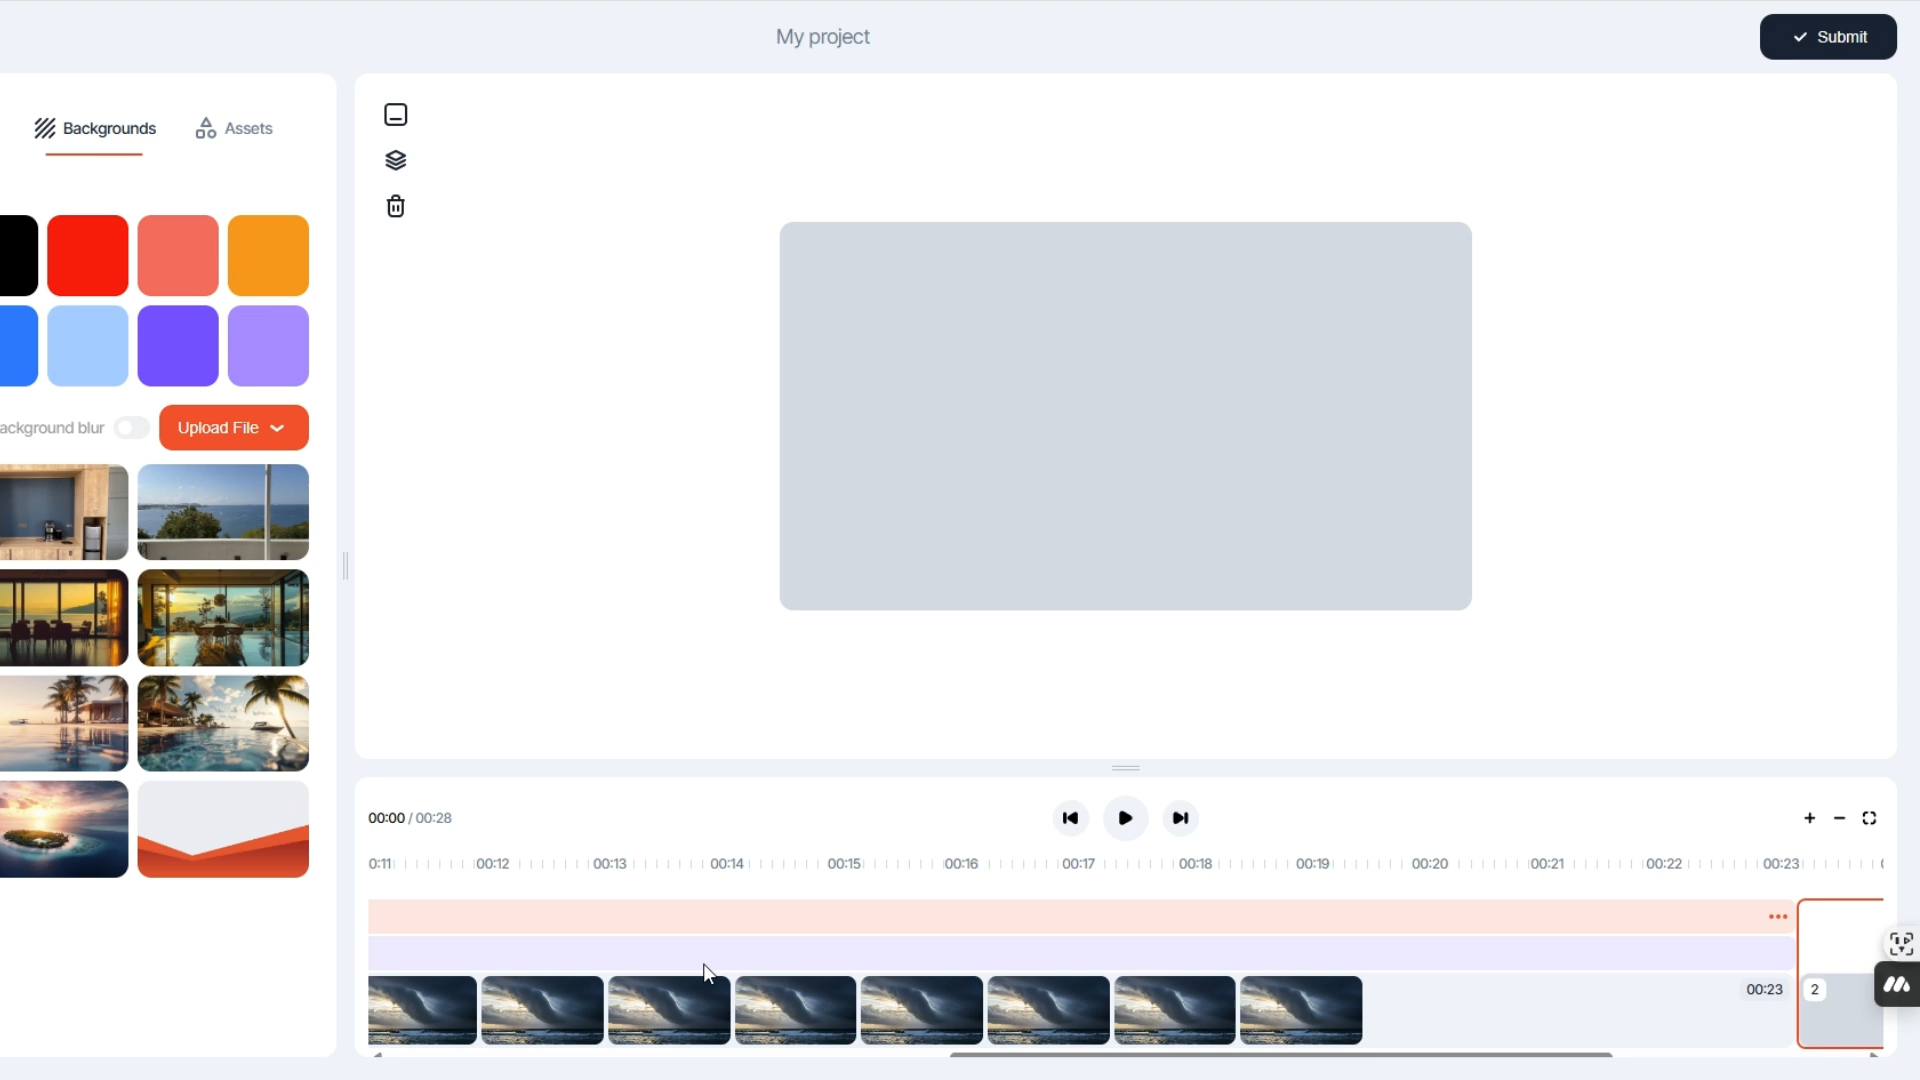 My project
Submit
Backgrounds
Assets
ackground blur
Upload File
00:00 / 00:28
0:11 00:12 00:13 00:14 00:15 00:16 00:17 00:18 00:19 00:20 00:21 00:22 00:23
00:23
2